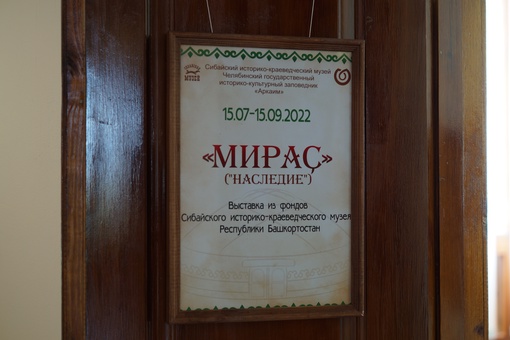 Сибайский историко-краеведческий музей
Челябинский государственный
историко-культурный заповедник
«Аркаим»
МУЗЕЙ
15.07-15.09.2022
«МИРАҪ»
("НАСЛЕДИЕ")
Выставка из фондов
Сибайского историко-краеведческого музея
Республики Башкортостан